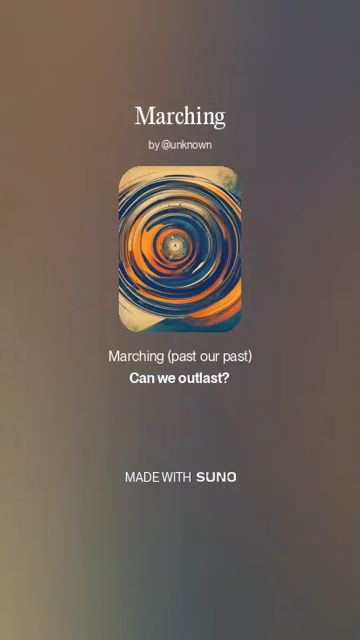 Marching
by @unknown
Marching (past our past)
Can we outlast?
MADE WITH SUNO